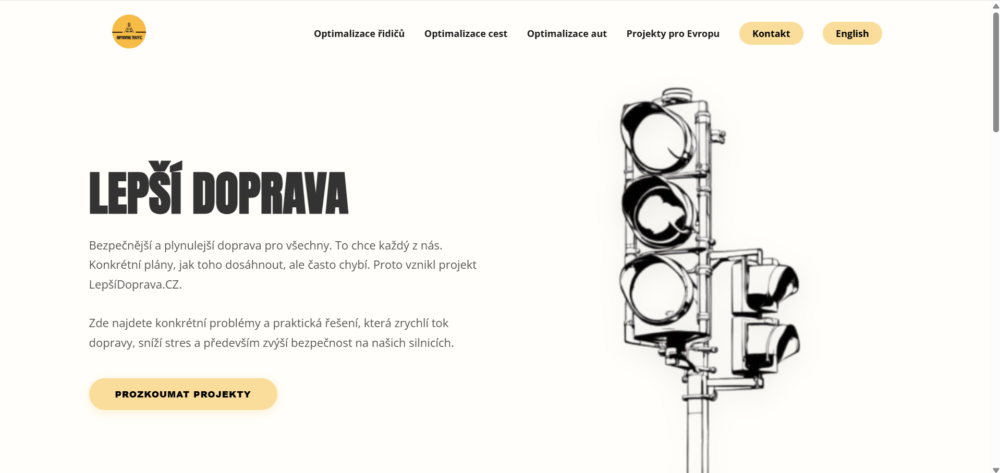 IMPROVING TRAFFIC
Optimalizace řidičů
Optimalizace cest
Optimalizace aut
Projekty pro Evropu
Kontakt
English
LEPŠÍ DOPRAVA
Bezpečnější a plynulejší doprava pro všechny. To chce každý z nás.
Konkrétní plány, jak toho dosáhnout, ale často chybí. Proto vznikl projekt
LepšíDoprava.CZ.
Zde najdete konkrétní problémy a praktická řešení, která zrychlí tok
dopravy, sníží stres a především zvýší bezpečnost na našich silnicích.
PROZKOUMAT PROJEKTY